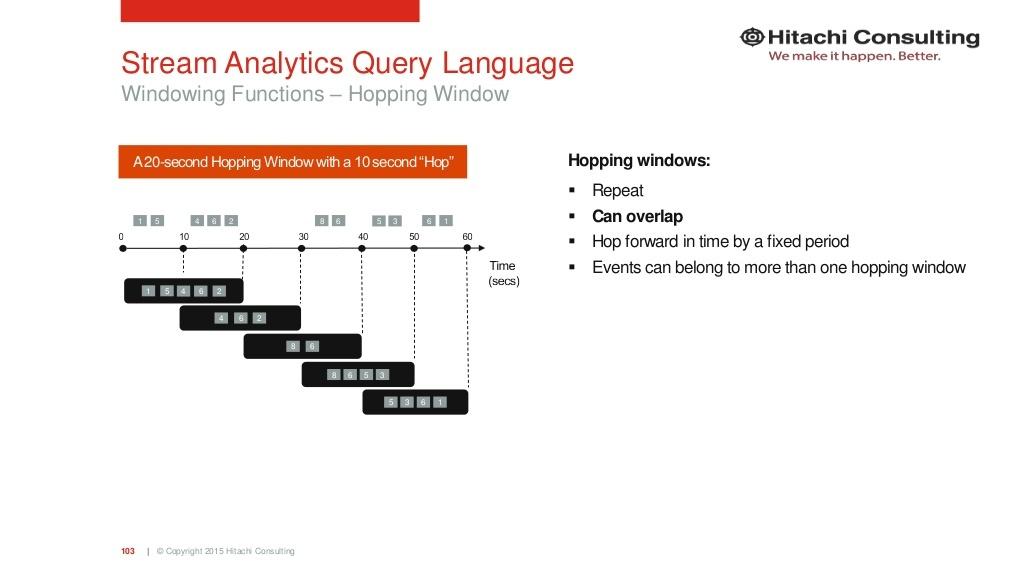 Hitachi Consulting
We make it happen. Better.
Stream Analytics Query Language
Windowing Functions – Hopping Window
A 20-second Hopping Window with a 10 second “Hop”
1 5 4 6 2 8 6 5 3 6 1
0 10 20 30 40 50 60
Time
(secs)
1 5 4 6 2
4 6 2
8 6
8 6 5 3
5 3 6 1
Hopping windows:
▪ Repeat
▪ Can overlap
▪ Hop forward in time by a fixed period
▪ Events can belong to more than one hopping window
103 | © Copyright 2015 Hitachi Consulting